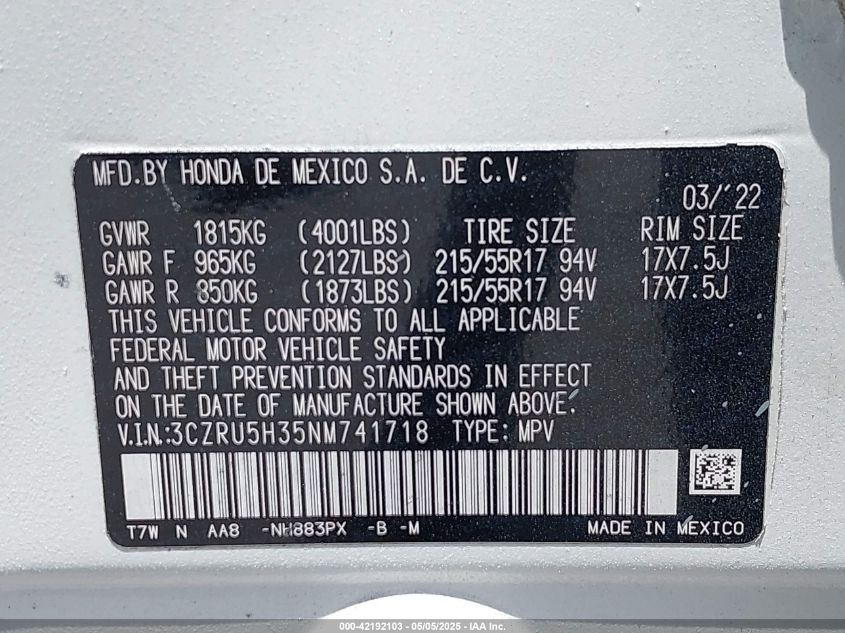 MFD.BY HONDA DE MEXICO S.A. DE C.V.
03/'22
GVWR 1815KG (4001LBS) TIRE SIZE RIM SIZE
GAWR F 965KG (2127LBS) 215/55R17 94V 17X7.5J
GAWR R 850KG (1873LBS) 215/55R17 94V 17X7.5J
THIS VEHICLE CONFORMS TO ALL APPLICABLE
FEDERAL MOTOR VEHICLE SAFETY
AND THEFT PREVENTION STANDARDS IN EFFECT
ON THE DATE OF MANUFACTURE SHOWN ABOVE.
V.I.N.:3CZRU5H35NM741718 TYPE: MPV
T7W N AA8 -NH883PX -B -M MADE IN MEXICO
000-42192103 - 05/05/2025 - IAA Inc.